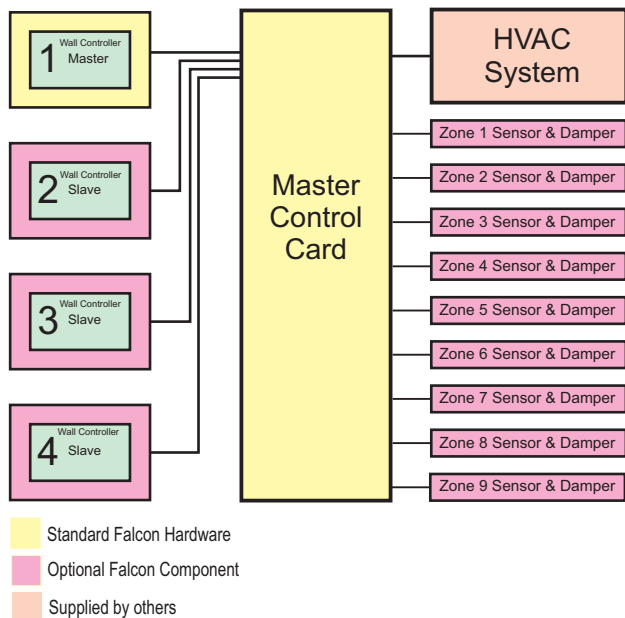 1
Wall Controller
Master
2
Wall Controller
Slave
3
Wall Controller
Slave
4
Wall Controller
Slave
Master
Control
Card
HVAC
System
Zone 1 Sensor & Damper
Zone 2 Sensor & Damper
Zone 3 Sensor & Damper
Zone 4 Sensor & Damper
Zone 5 Sensor & Damper
Zone 6 Sensor & Damper
Zone 7 Sensor & Damper
Zone 8 Sensor & Damper
Zone 9 Sensor & Damper
Standard Falcon Hardware
Optional Falcon Component
Supplied by others